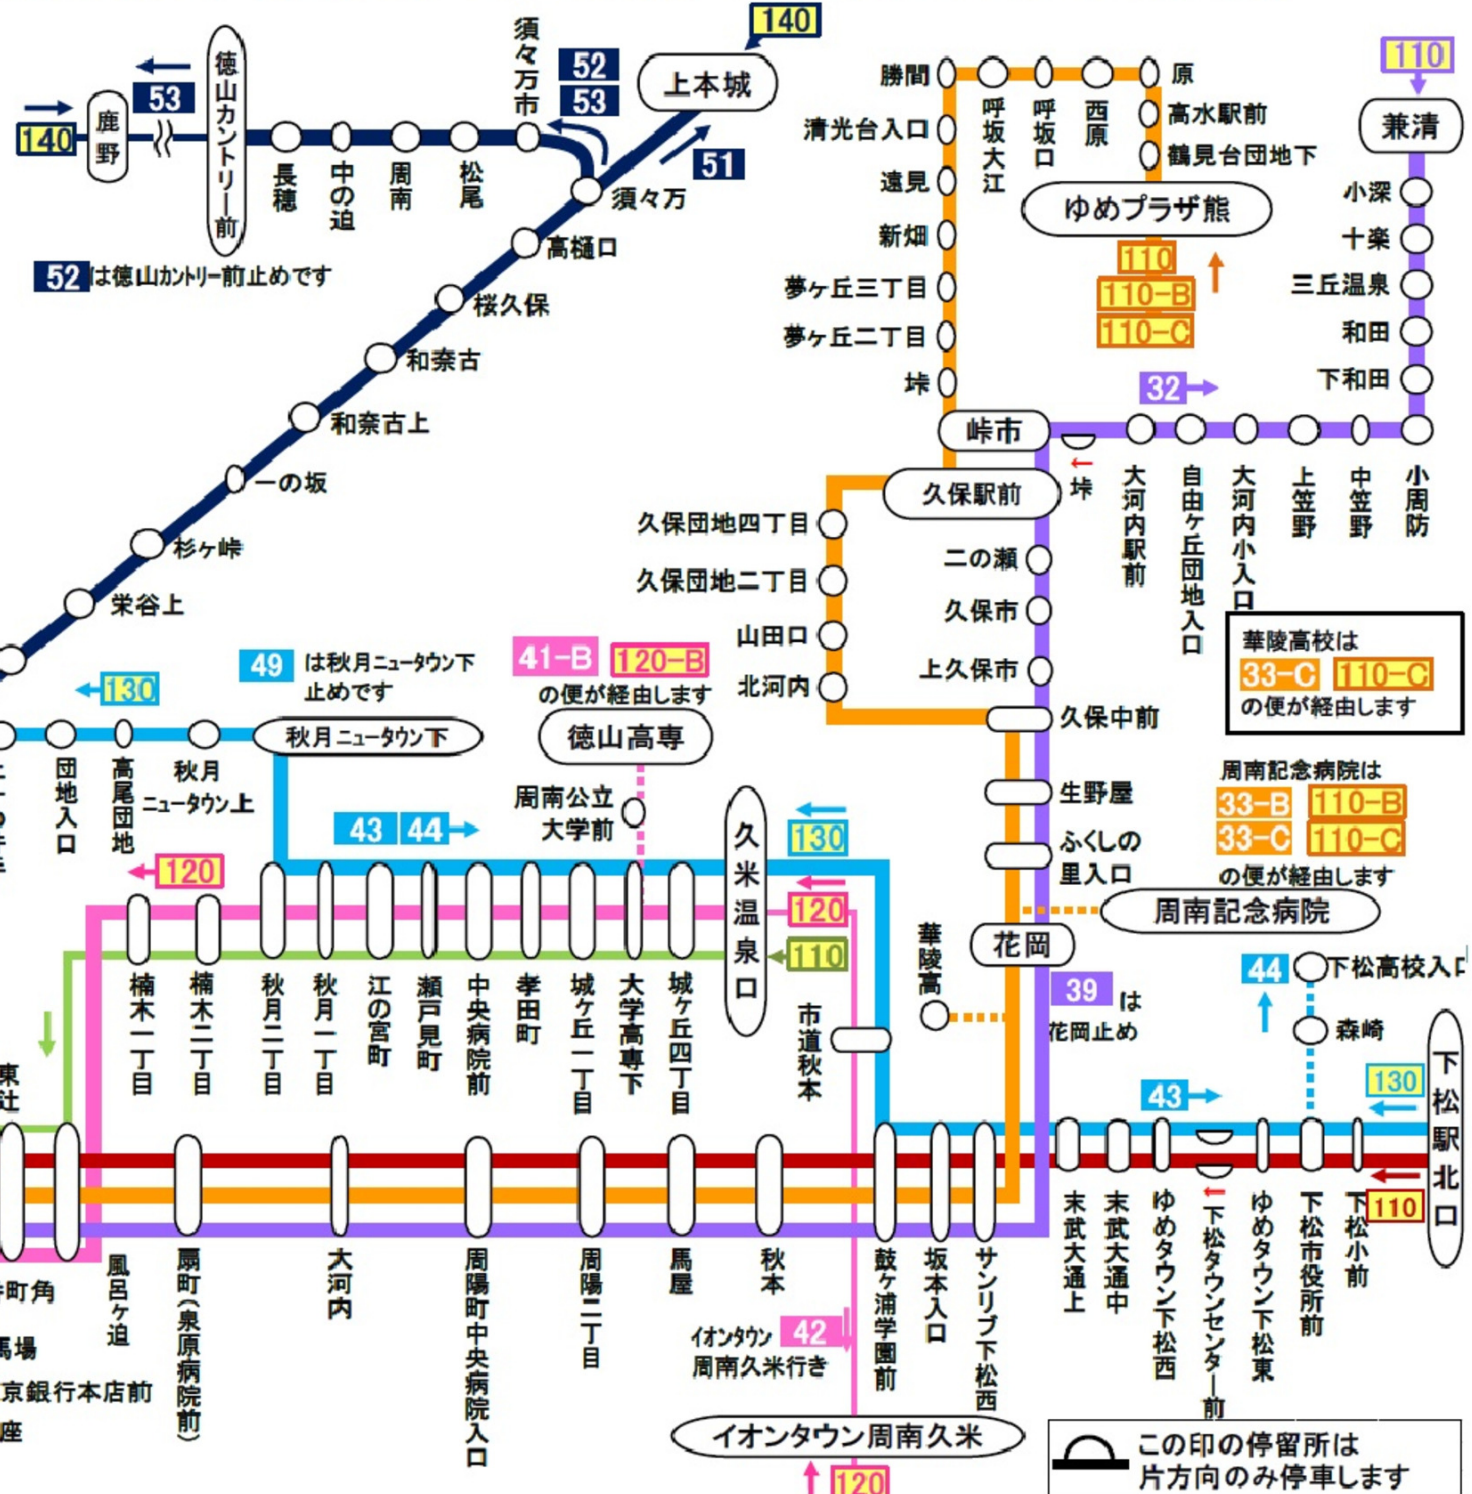 140
須々万市
52
53
上本城
51
徳山カントリー前
53
鹿野
140
長穂
中の迫
周南
松尾
須々万
52は徳山カントリー前止めです
高樋口
桜久保
和奈古
和奈古上
一の坂
杉ヶ峠
栄谷上
勝間
呼坂大江
呼坂口
西原
原
高水駅前
鶴見台団地下
ゆめプラザ熊
110
110-B
110-C
清光台入口
遠見
新畑
夢ヶ丘三丁目
夢ヶ丘二丁目
垰
峠市
久保駅前
110
兼清
小深
十楽
三丘温泉
和田
下和田
32
垰
大河内駅前
自由ヶ丘団地入口
大河内小入口
上笠野
中笠野
小周防
久保団地四丁目
久保団地二丁目
山田口
北河内
二の瀬
久保市
上久保市
久保中前
生野屋
ふくしの
里入口
華陵高校は
33-C 110-C
の便が経由します
周南記念病院は
33-B 110-B
33-C 110-C
の便が経由します
周南記念病院
花岡
華陵高
39は
花岡止め
130
49は秋月ニュータウン下
止めです
秋月ニュータウン下
団地入口
高尾団地
秋月
ニュータウン上
41-B 120-B
の便が経由します
徳山高専
周南公立
大学前
43 44
120
久米温泉口
130
120
110
楠木一丁目
楠木二丁目
秋月二丁目
秋月一丁目
江の宮町
瀬戸見町
中央病院前
孝田町
城ヶ丘一丁目
大学高専下
城ヶ丘四丁目
市道秋本
44
下松高校入口
森崎
43
130
下松駅北口
110
東辻
町角
馬場
京銀行本店前
座
風呂ヶ迫
扇町(泉原病院前)
大河内
周陽町中央病院入口
周陽二丁目
馬屋
秋本
鼓ヶ浦学園前
坂本入口
サンリブ下松西
末武大通上
末武大通中
ゆめタウン下松西
下松タウンセンター前
ゆめタウン下松東
下松市役所前
下松小前
イオンタウン 42
周南久米行き
イオンタウン周南久米
120
この印の停留所は
片方向のみ停車します